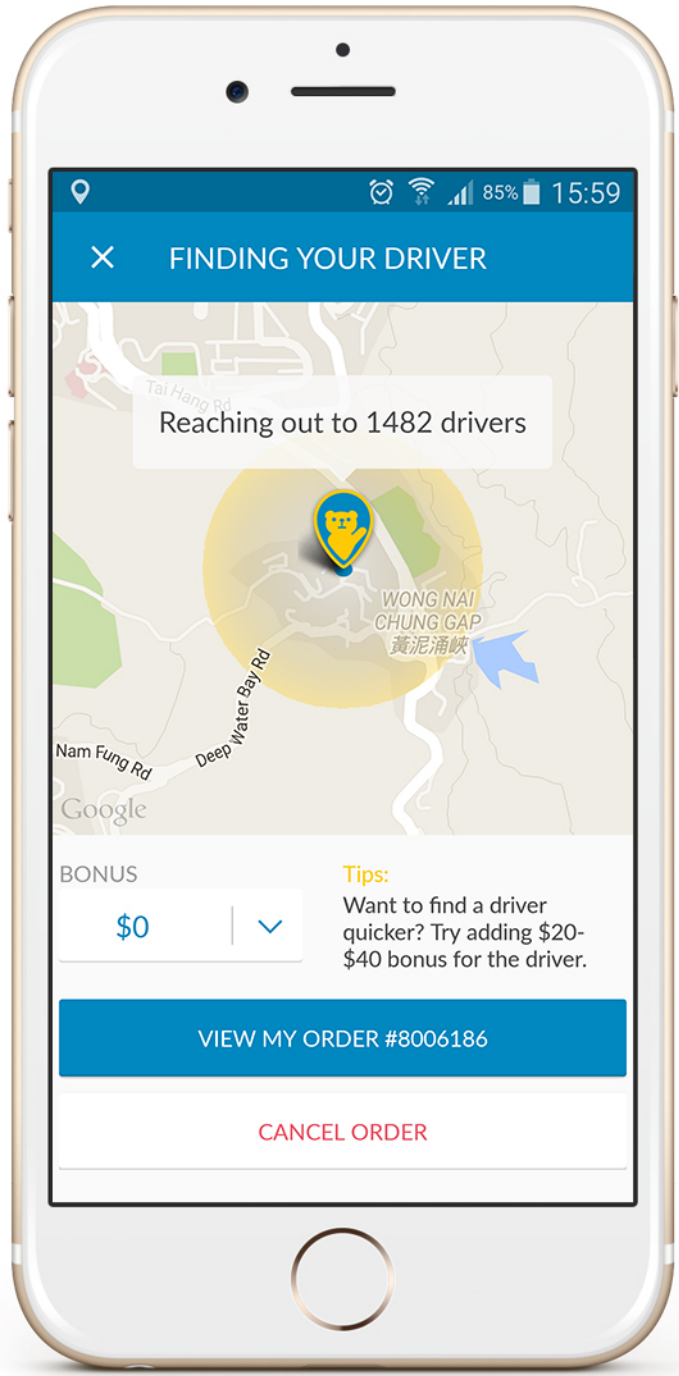 85% 15:59
FINDING YOUR DRIVER
Tai Hang Rd
Reaching out to 1482 drivers
WONG NAI
CHUNG GAP
黃泥涌峽
Deep Water Bay Rd
Nam Fung Rd
Google
BONUS
$0
Tips:
Want to find a driver
quicker? Try adding $20-
$40 bonus for the driver.
VIEW MY ORDER #8006186
CANCEL ORDER